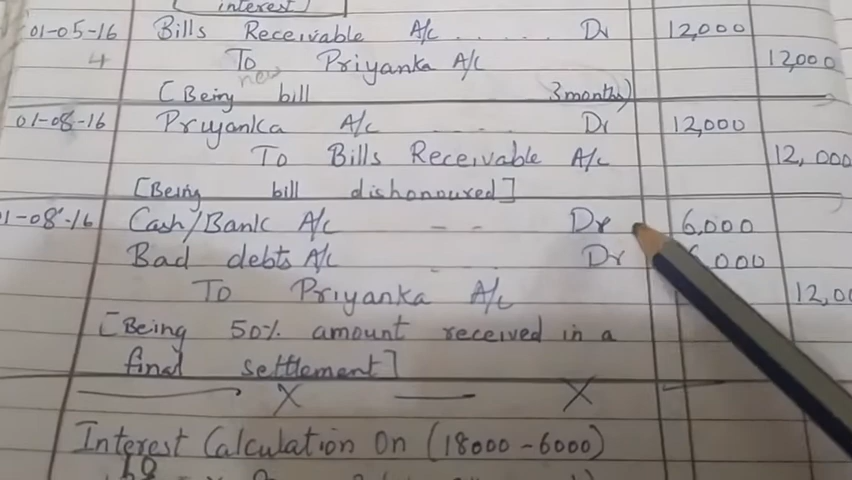 interest)
01-05-16 Bills Receivable A/c ..... Dr 12,000
4 To Priyanka A/c 12,000
new
[Being bill 3months)
01-08-16 Priyanka A/c .... Dr 12,000
To Bills Receivable A/c 12,000
[Being bill dishonoured]
1-08-16 Cash/Bank A/c - - Dr 6,000
Bad debts A/c .. Dr 6,000
To Priyanka A/c 12,0
[Being 50% amount received in a
final settlement]
X X
Interest Calculation On (18000-6000)